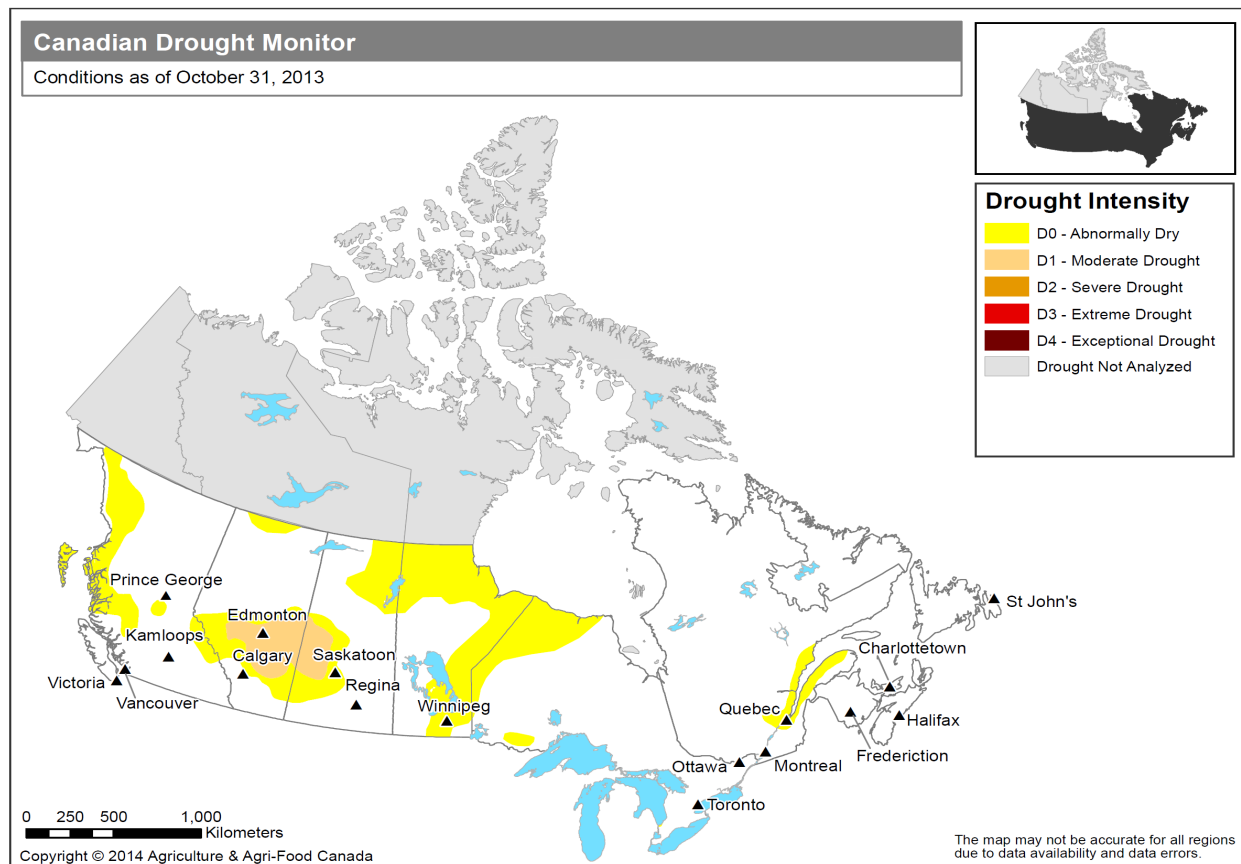 Canadian Drought Monitor
Conditions as of October 31, 2013
Drought Intensity
D0 - Abnormally Dry
D1 - Moderate Drought
D2 - Severe Drought
D3 - Extreme Drought
D4 - Exceptional Drought
Drought Not Analyzed
Prince George
Edmonton
Kamloops
Calgary
Saskatoon
Regina
Victoria
Vancouver
Winnipeg
St John's
Charlottetown
Quebec
Halifax
Fredericton
Ottawa
Montreal
Toronto
0 250 500 1,000
Kilometers
Copyright © 2014 Agriculture & Agri-Food Canada
The map may not be accurate for all regions
due to data availability and data errors.